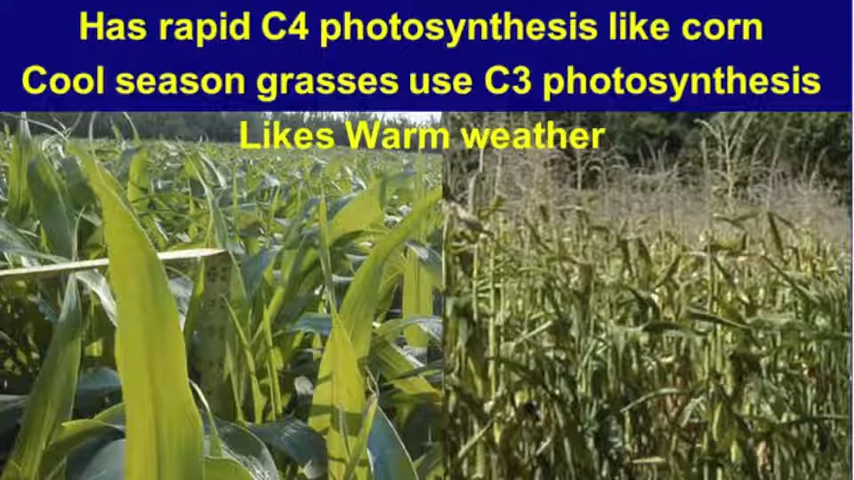 Has rapid C4 photosynthesis like corn
Cool season grasses use C3 photosynthesis
Likes Warm weather